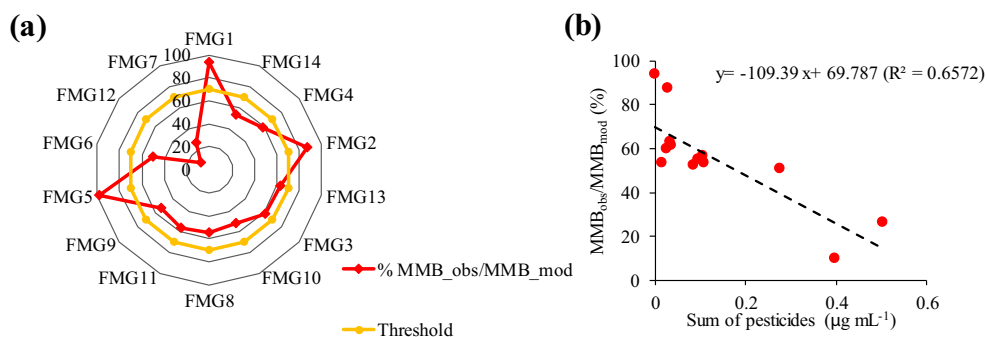 (a)
FMG1
FMG7
100
FMG14
80
FMG12
60
FMG4
40
20
FMG6
0
FMG2
FMG5
FMG13
FMG9
FMG3
FMG11
FMG10
FMG8
% MMB_obs/MMB_mod
Threshold
(b)
y= -109.39 x+ 69.787 (R² = 0.6572)
MMBobs/MMBmod (%)
100
80
60
40
20
0
0
0.2
0.4
0.6
Sum of pesticides (µg mL⁻¹)